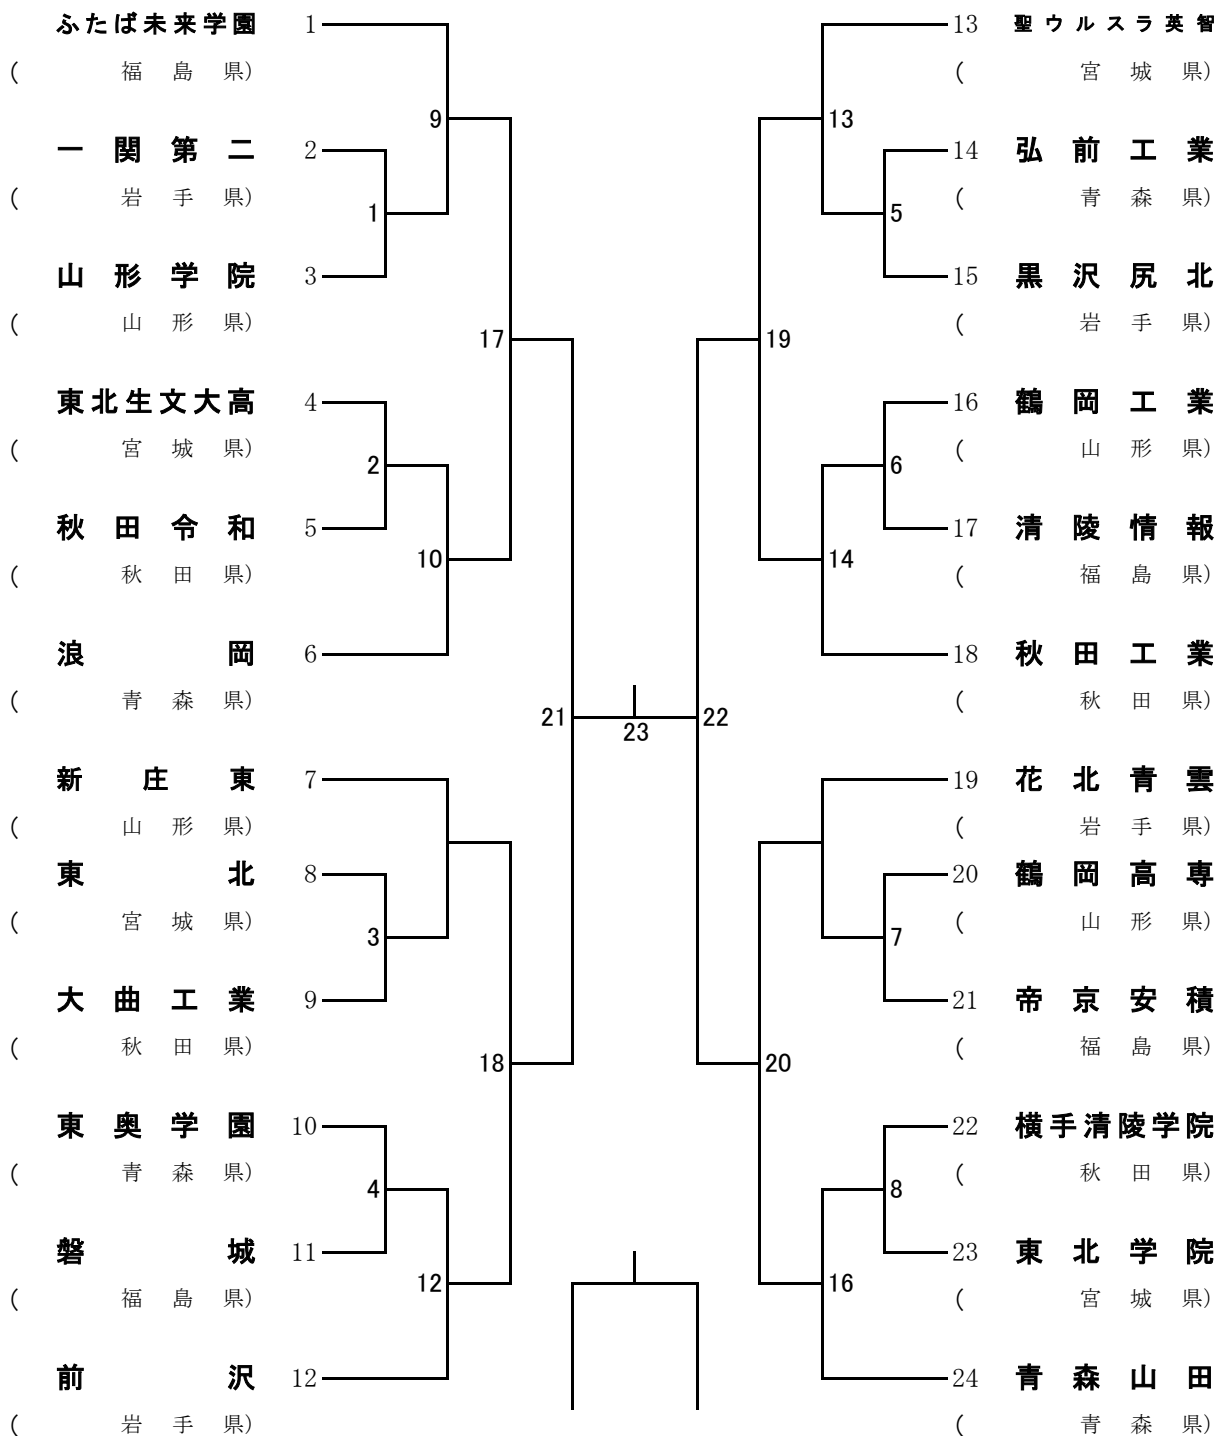 ふたば未来学園 1
( 福島県)
9
一関第二 2
( 岩手県)
1
山形学院 3
( 山形県)
17
東北生文大高 4
( 宮城県)
2
秋田令和 5
( 秋田県)
10
浪岡 6
( 青森県)
21
新庄東 7
( 山形県)
東北 8
( 宮城県)
3
大曲工業 9
( 秋田県)
18
東奥学園 10
( 青森県)
4
磐城 11
( 福島県)
12
前沢 12
( 岩手県)
23
13 聖ウルスラ英智
( 宮城県)
13
14 弘前工業
( 青森県)
5
15 黒沢尻北
( 岩手県)
19
16 鶴岡工業
( 山形県)
6
17 清陵情報
( 福島県)
14
18 秋田工業
( 秋田県)
22
19 花北青雲
( 岩手県)
20 鶴岡高専
( 山形県)
7
21 帝京安積
( 福島県)
20
22 横手清陵学院
( 秋田県)
8
23 東北学院
( 宮城県)
16
24 青森山田
( 青森県)